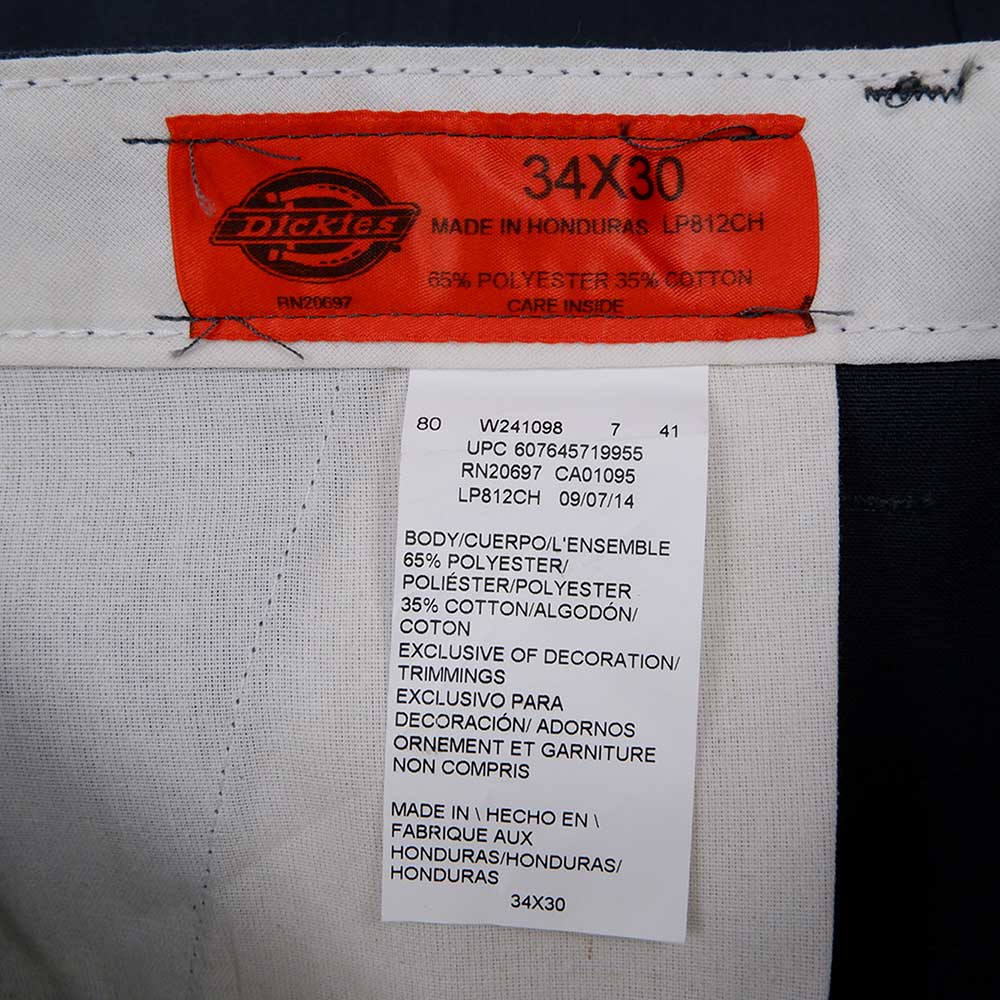 34X30
Dickies
MADE IN HONDURAS LP812CH
65% POLYESTER 35% COTTON
RN20697
CARE INSIDE
80 W241098 7 41
UPC 607645719955
RN20697 CA01095
LP812CH 09/07/14
BODY/CUERPO/L'ENSEMBLE
65% POLYESTER/
POLIÉSTER/POLYESTER
35% COTTON/ALGODÓN/
COTON
EXCLUSIVE OF DECORATION/
TRIMMINGS
EXCLUSIVO PARA
DECORACIÓN/ ADORNOS
ORNEMENT ET GARNITURE
NON COMPRIS
MADE IN \ HECHO EN \
FABRIQUE AUX
HONDURAS/HONDURAS/
HONDURAS
34X30